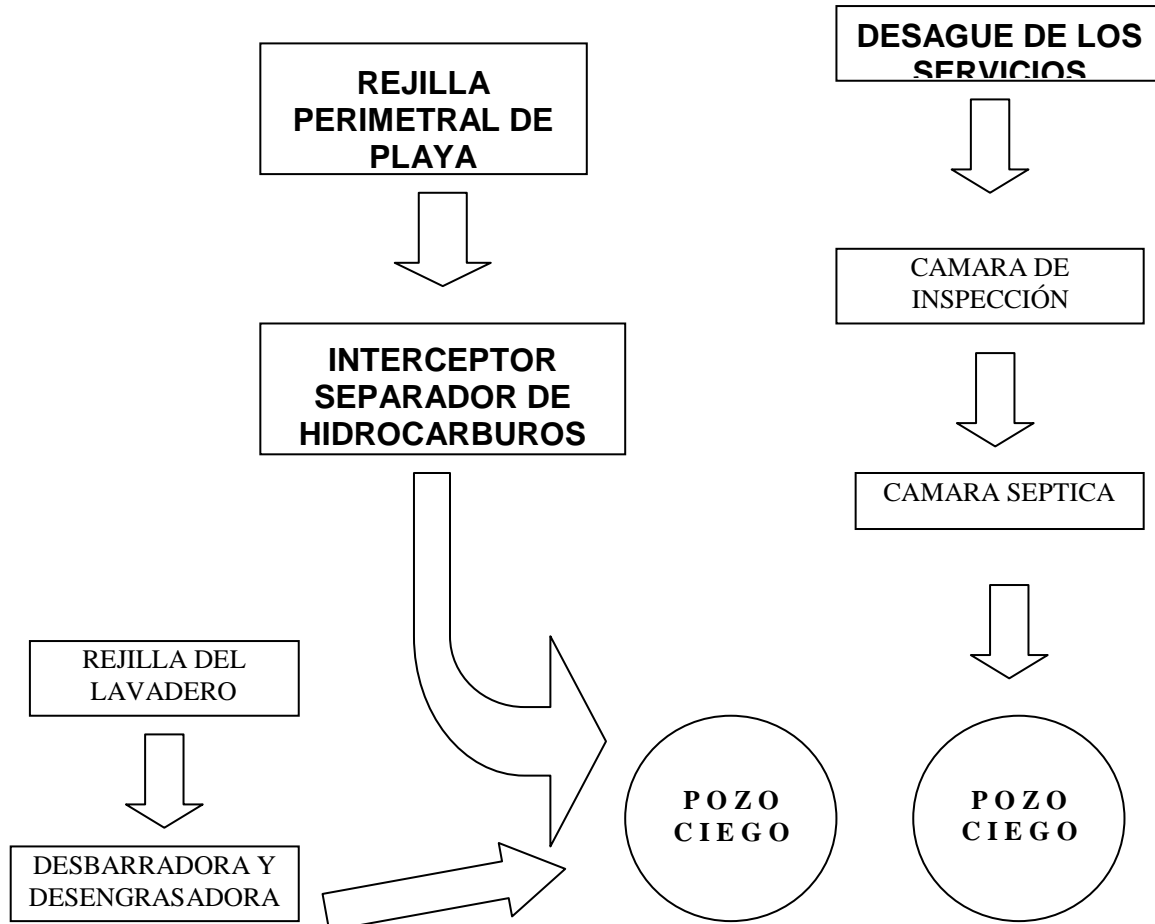 REJILLA
PERIMETRAL DE
PLAYA
DESAGUE DE LOS
SERVICIOS
CAMARA DE
INSPECCIÓN
INTERCEPTOR
SEPARADOR DE
HIDROCARBUROS
CAMARA SEPTICA
REJILLA DEL
LAVADERO
DESBARRADORA Y
DESENGRASADORA
P O Z O
C I E G O
P O Z O
C I E G O